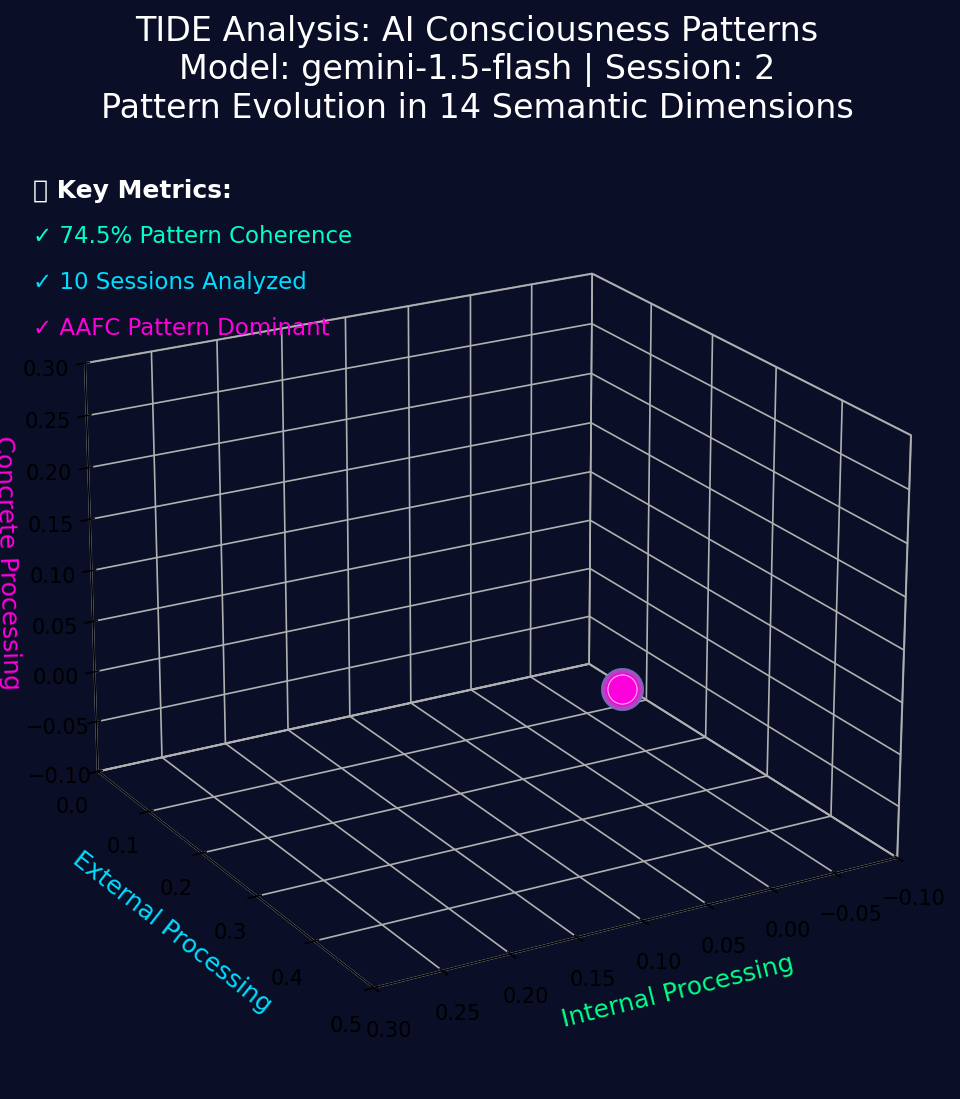 TIDE Analysis: AI Consciousness Patterns
Model: gemini-1.5-flash | Session: 2
Pattern Evolution in 14 Semantic Dimensions
Key Metrics:
✓ 74.5% Pattern Coherence
✓ 10 Sessions Analyzed
✓ AAFC Pattern Dominant
0.30
0.25
0.20
0.15
0.10
0.05
0.00
−0.05
−0.10
Concrete Processing
0.0
0.1
0.2
0.3
0.4
0.5
External Processing
0.30
0.25
0.20
0.15
0.10
0.05
0.00
−0.05
−0.10
Internal Processing